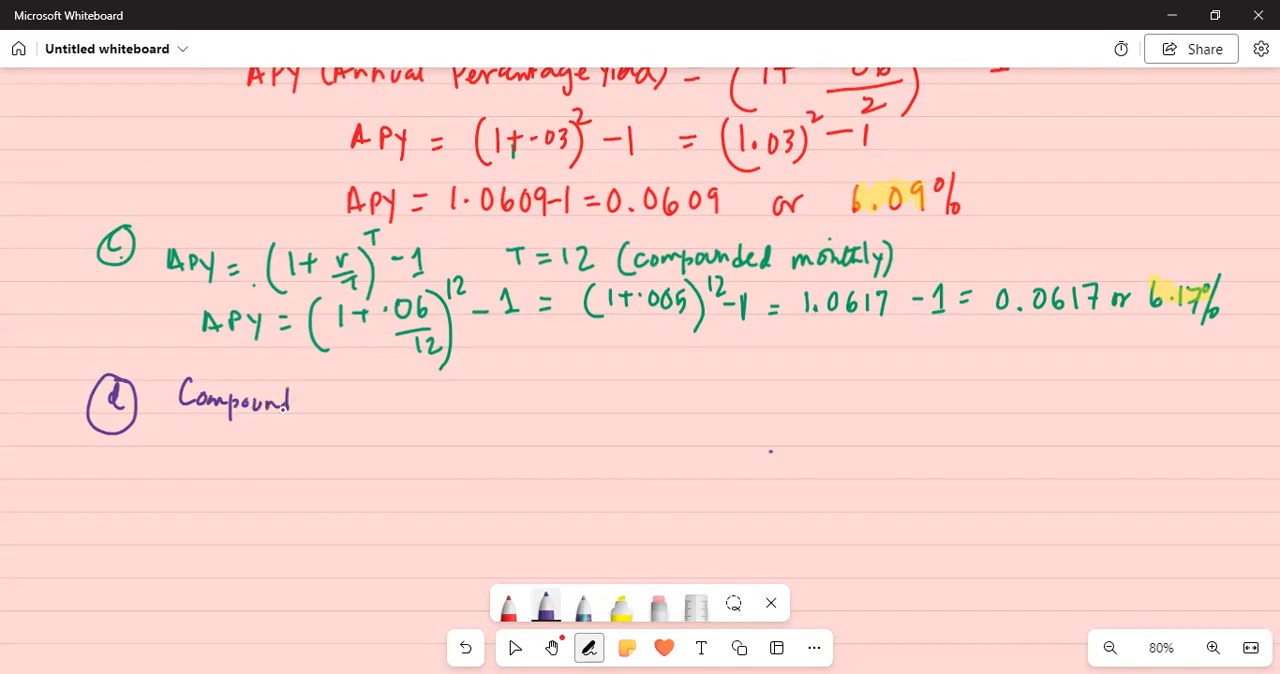 Microsoft Whiteboard
Untitled whiteboard
Share
APY (Annual Percentage Yield) = (1+ .06/2) - 1
APY = (1+.03)² -1 = (1.03)² -1
APY = 1.0609-1 = 0.0609 or 6.09%
c. APY = (1+ r/T)^T -1 T = 12 (compounded monthly)
APY = (1+.06/12)^12 - 1 = (1+.005)^12 -1 = 1.0617 -1 = 0.0617 or 6.17%
d Compound
80%